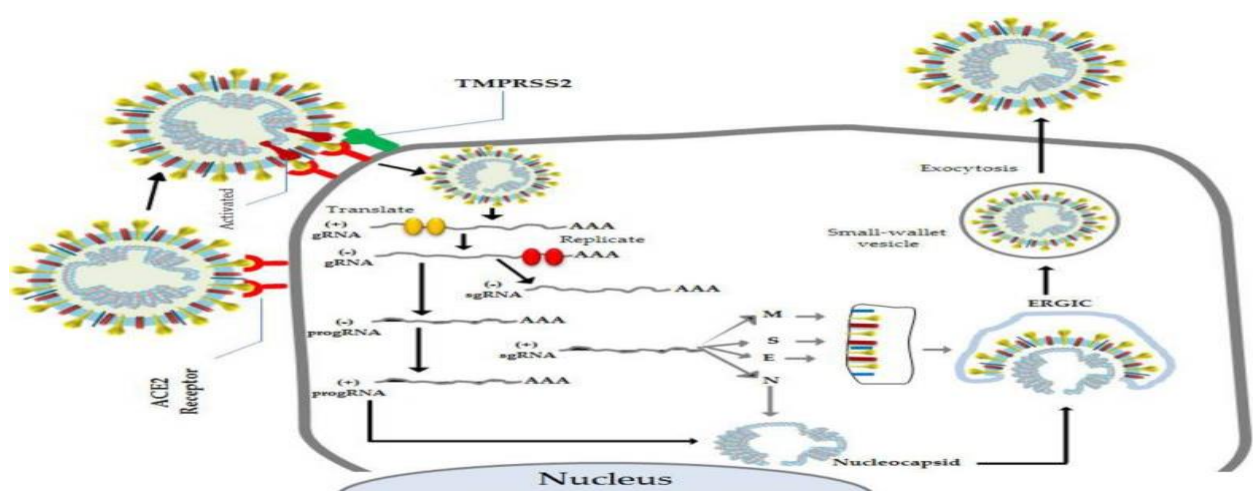 TMPRSS2
Activated
ACE2
Receptor
Translate
(+)
gRNA
AAA
Replicate
(-)
gRNA
AAA
(-)
sgRNA
AAA
(-)
progRNA
AAA
(+)
sgRNA
(+)
progRNA
AAA
M
S
E
N
Nucleocapsid
ERGIC
Small-wallet
vesicle
Exocytosis
Nucleus